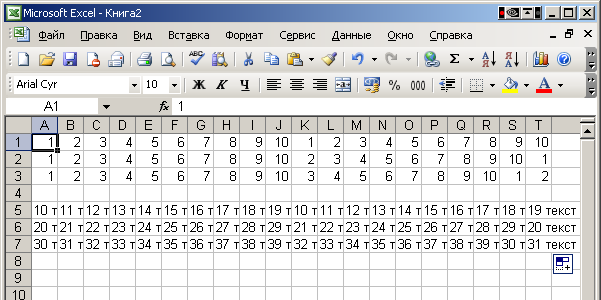 Microsoft Excel - Книга2
Файл Правка Вид Вставка Формат Сервис Данные Окно Справка
ABC Σ А Я Я А
Arial Cyr 10 Ж К Ч a % 000 A
A1 fx 1
A B C D E F G H I J K L M N O P Q R S T
1 1 2 3 4 5 6 7 8 9 10 1 2 3 4 5 6 7 8 9 10
2 1 2 3 4 5 6 7 8 9 10 2 3 4 5 6 7 8 9 10 1
3 1 2 3 4 5 6 7 8 9 10 3 4 5 6 7 8 9 10 1 2
4
5 10 т 11 т 12 т 13 т 14 т 15 т 16 т 17 т 18 т 19 т 10 т 11 т 12 т 13 т 14 т 15 т 16 т 17 т 18 т 19 текст
6 20 т 21 т 22 т 23 т 24 т 25 т 26 т 27 т 28 т 29 т 21 т 22 т 23 т 24 т 25 т 26 т 27 т 28 т 29 т 20 текст
7 30 т 31 т 32 т 33 т 34 т 35 т 36 т 37 т 38 т 39 т 32 т 33 т 34 т 35 т 36 т 37 т 38 т 39 т 30 т 31 текст
8
9
10